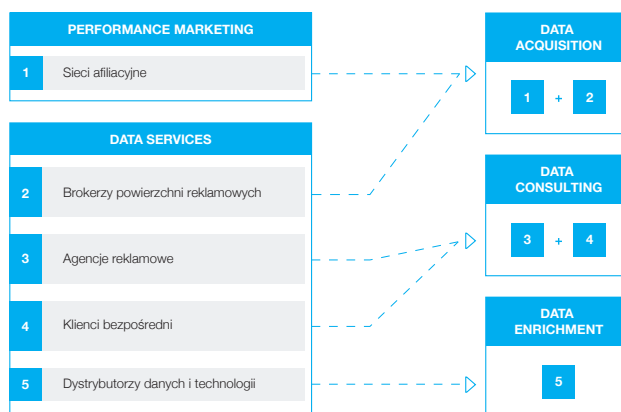 PERFORMANCE MARKETING
1 Sieci afiliacyjne
DATA SERVICES
2 Brokerzy powierzchni reklamowych
3 Agencje reklamowe
4 Klienci bezpośredni
5 Dystrybutorzy danych i technologii
DATA
ACQUISITION
1 + 2
DATA
CONSULTING
3 + 4
DATA
ENRICHMENT
5